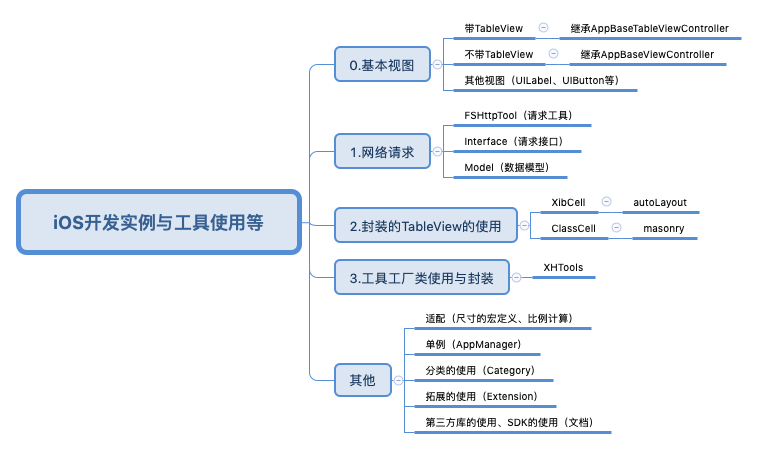 iOS开发实例与工具使用等
0.基本视图
带TableView
继承AppBaseTableViewController
不带TableView
继承AppBaseViewController
其他视图（UILabel、UIButton等）
1.网络请求
FSHttpTool（请求工具）
Interface（请求接口）
Model（数据模型）
2.封装的TableView的使用
XibCell
autoLayout
ClassCell
masonry
3.工具工厂类使用与封装
XHTools
其他
适配（尺寸的宏定义、比例计算）
单例（AppManager）
分类的使用（Category）
拓展的使用（Extension）
第三方库的使用、SDK的使用（文档）